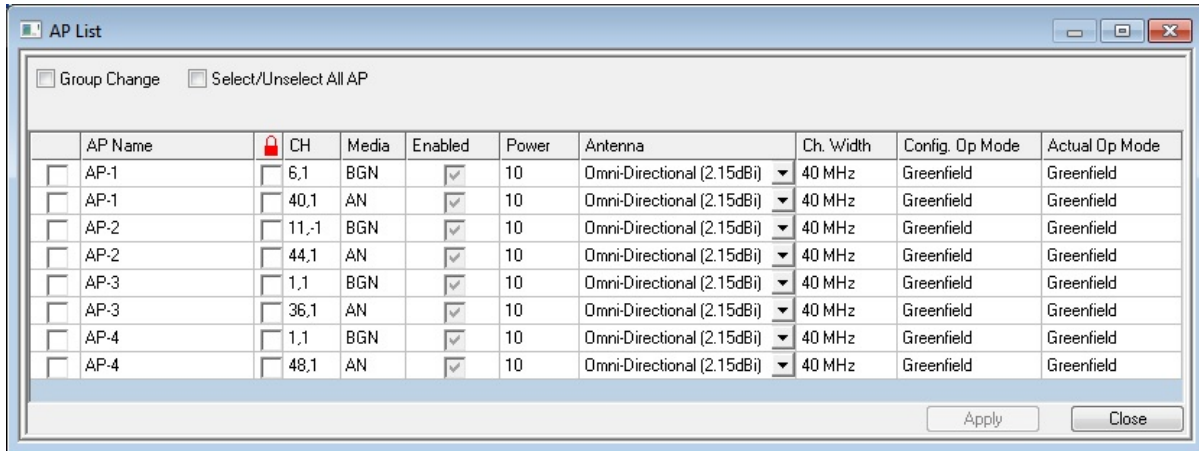 AP List
Group Change Select/Unselect All AP
AP Name CH Media Enabled Power Antenna Ch. Width Config. Op Mode Actual Op Mode
AP-1 6,1 BGN 10 Omni-Directional (2.15dBi) 40 MHz Greenfield Greenfield
AP-1 40,1 AN 10 Omni-Directional (2.15dBi) 40 MHz Greenfield Greenfield
AP-2 11,-1 BGN 10 Omni-Directional (2.15dBi) 40 MHz Greenfield Greenfield
AP-2 44,1 AN 10 Omni-Directional (2.15dBi) 40 MHz Greenfield Greenfield
AP-3 1,1 BGN 10 Omni-Directional (2.15dBi) 40 MHz Greenfield Greenfield
AP-3 36,1 AN 10 Omni-Directional (2.15dBi) 40 MHz Greenfield Greenfield
AP-4 1,1 BGN 10 Omni-Directional (2.15dBi) 40 MHz Greenfield Greenfield
AP-4 48,1 AN 10 Omni-Directional (2.15dBi) 40 MHz Greenfield Greenfield
Apply Close